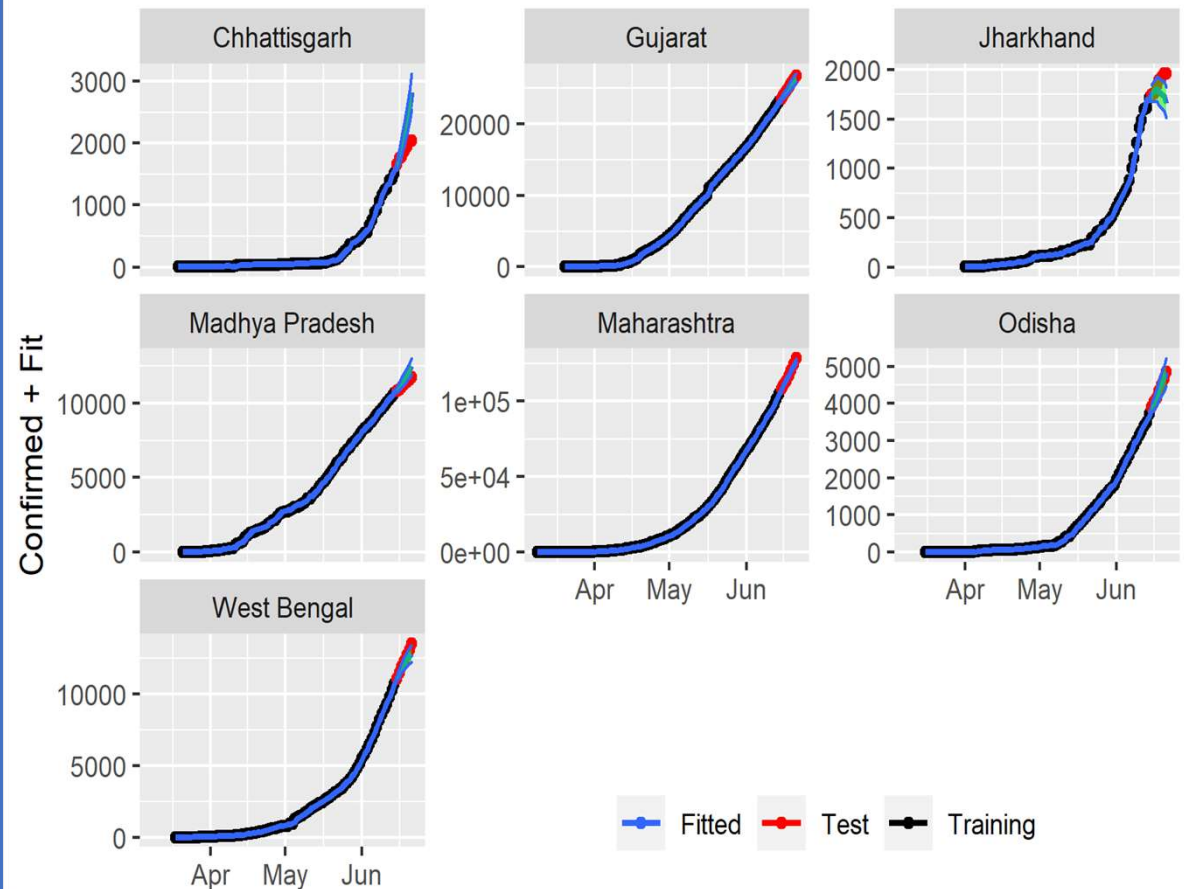 Chhattisgarh
3000
2000
1000
0
Gujarat
20000
10000
0
Jharkhand
2000
1500
1000
500
0
Madhya Pradesh
10000
5000
0
Maharashtra
1e+05
5e+04
0e+00
Apr May Jun
Odisha
5000
4000
3000
2000
1000
0
Apr May Jun
West Bengal
10000
5000
0
Apr May Jun
Confirmed + Fit
Fitted Test Training